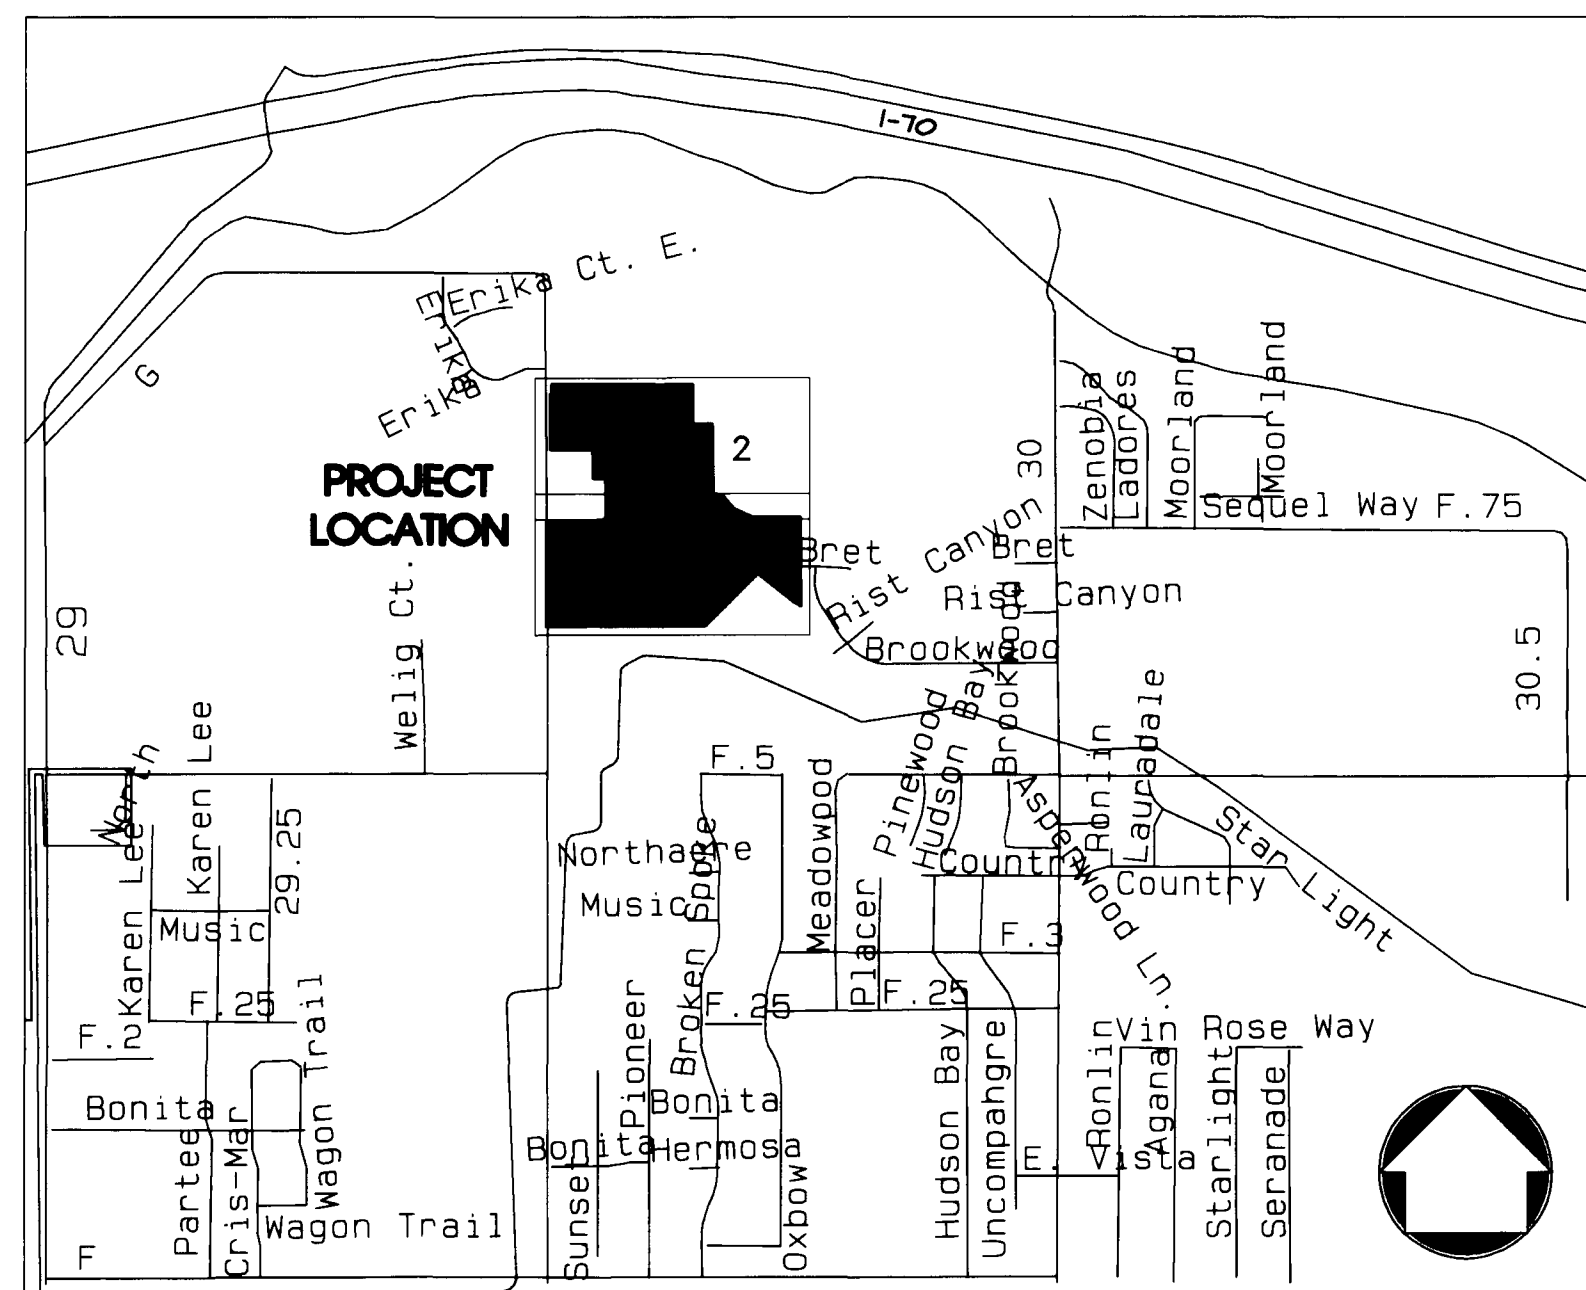 I-70
Erika Ct. E.
Erika
Erika
G
PROJECT
LOCATION
2
30
Zenobia
Ladores
Moorland
Moorland
Sequel Way
F.75
Bret
Rist Canyon
Bret
Rist Canyon
Brookwood
Brookwood
29
Welig Ct.
30.5
North
Karen Lee
Karen Lee
29.25
Music
F.25
F.2
F.5
Northacre
Music
Broken Spoke
Meadowood
Placer
Pinewood
Hudson Bay
Aspenwood Ln.
Ronlin
Lauradale
Star Light
Country
Country
F.3
F.25
F.25
Pioneer
Wagon Trail
Wagon Trail
Bonita
Partee
Cris-Mar
F
Bonita
Bonita
Hermosa
Sunset
Oxbow
Hudson Bay
Uncompahgre
E. Vista
Ronlin
Vin Rose Way
Agana
Starlight
Seranade